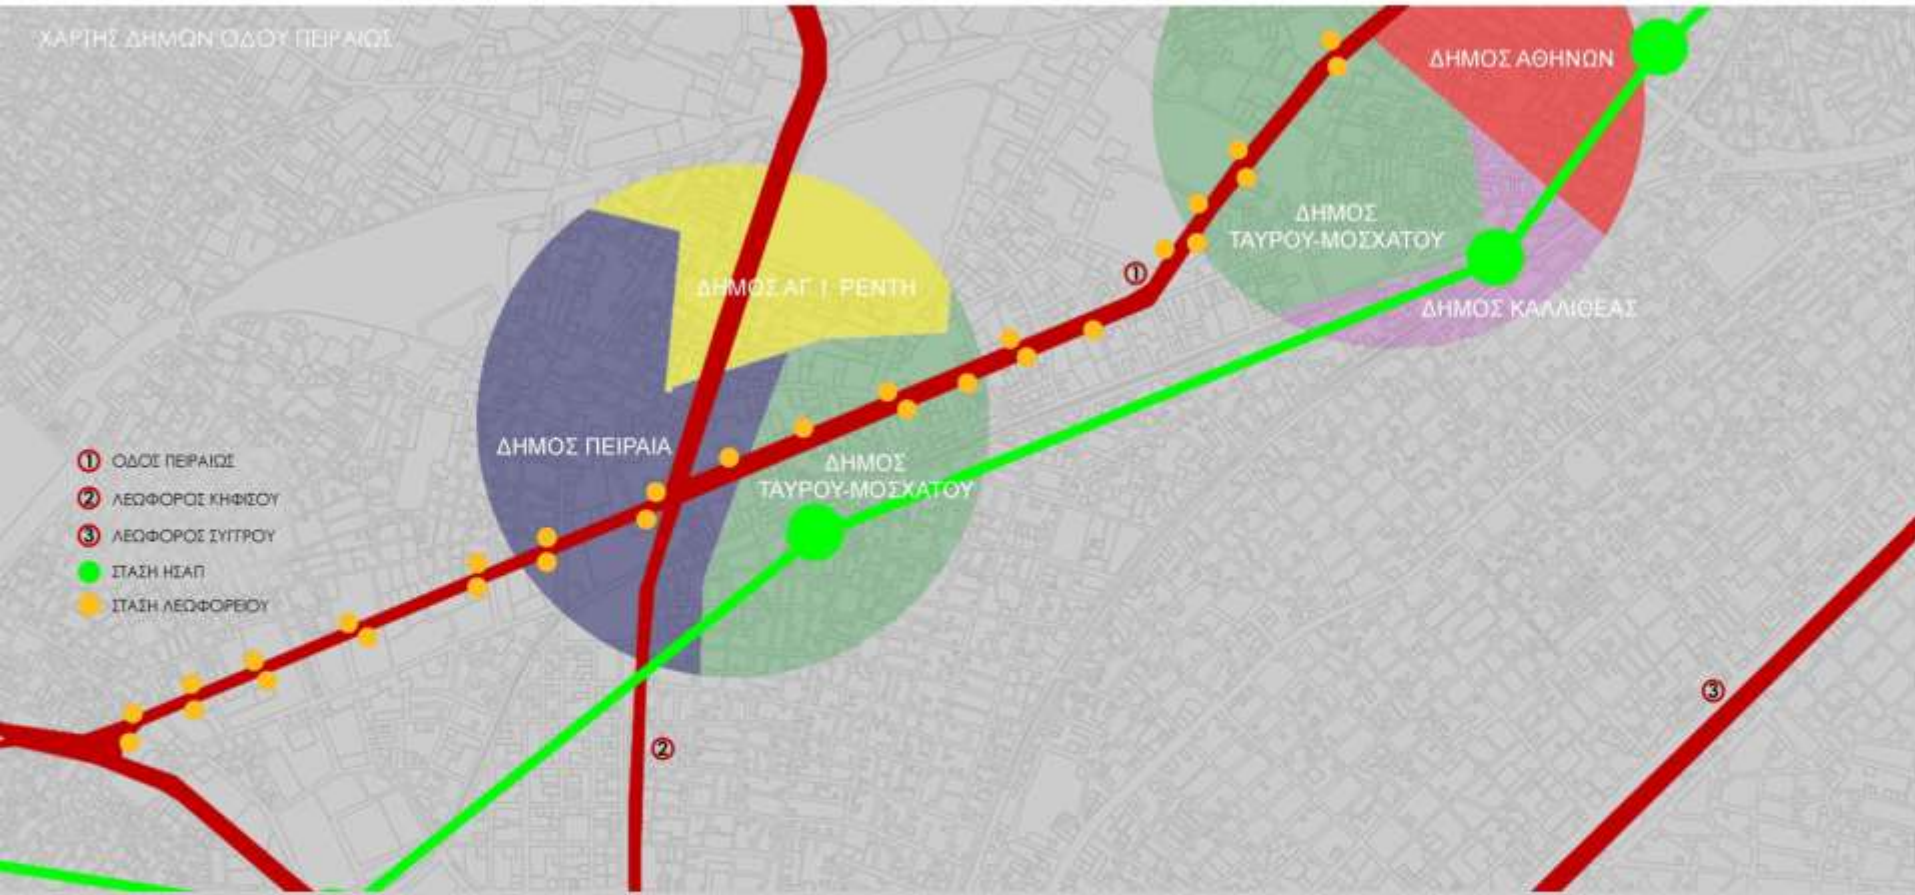 ΧΑΡΤΗΣ ΔΗΜΩΝ ΟΔΟΥ ΠΕΙΡΑΙΩΣ
ΔΗΜΟΣ ΑΘΗΝΩΝ
ΔΗΜΟΣ
ΤΑΥΡΟΥ-ΜΟΣΧΑΤΟΥ
1
ΔΗΜΟΣ ΑΓ. Ι. ΡΕΝΤΗ
ΔΗΜΟΣ ΚΑΛΛΙΘΕΑΣ
ΔΗΜΟΣ ΠΕΙΡΑΙΑ
ΔΗΜΟΣ
ΤΑΥΡΟΥ-ΜΟΣΧΑΤΟΥ
1 ΟΔΟΣ ΠΕΙΡΑΙΩΣ
2 ΛΕΩΦΟΡΟΣ ΚΗΦΙΣΟΥ
3 ΛΕΩΦΟΡΟΣ ΣΥΓΓΡΟΥ
ΣΤΑΣΗ ΗΣΑΠ
ΣΤΑΣΗ ΛΕΩΦΟΡΕΙΟΥ
3
2